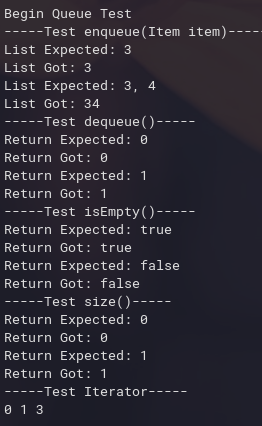 Begin Queue Test
-----Test enqueue(Item item)-----
List Expected: 3
List Got: 3
List Expected: 3, 4
List Got: 34
-----Test dequeue()-----
Return Expected: 0
Return Got: 0
Return Expected: 1
Return Got: 1
-----Test isEmpty()-----
Return Expected: true
Return Got: true
Return Expected: false
Return Got: false
-----Test size()-----
Return Expected: 0
Return Got: 0
Return Expected: 1
Return Got: 1
-----Test Iterator-----
0 1 3